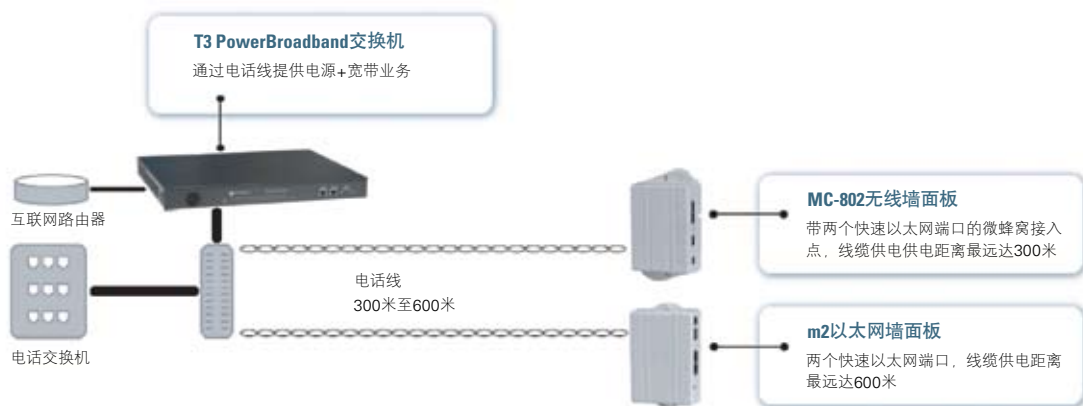 T3 PowerBroadband交换机
通过电话线提供电源+宽带业务
互联网路由器
电话交换机
电话线
300米至600米
MC-802无线墙面板
带两个快速以太网端口的微蜂窝接入
点，线缆供电供电距离最远达300米
m2以太网墙面板
两个快速以太网端口，线缆供电距离
最远达600米